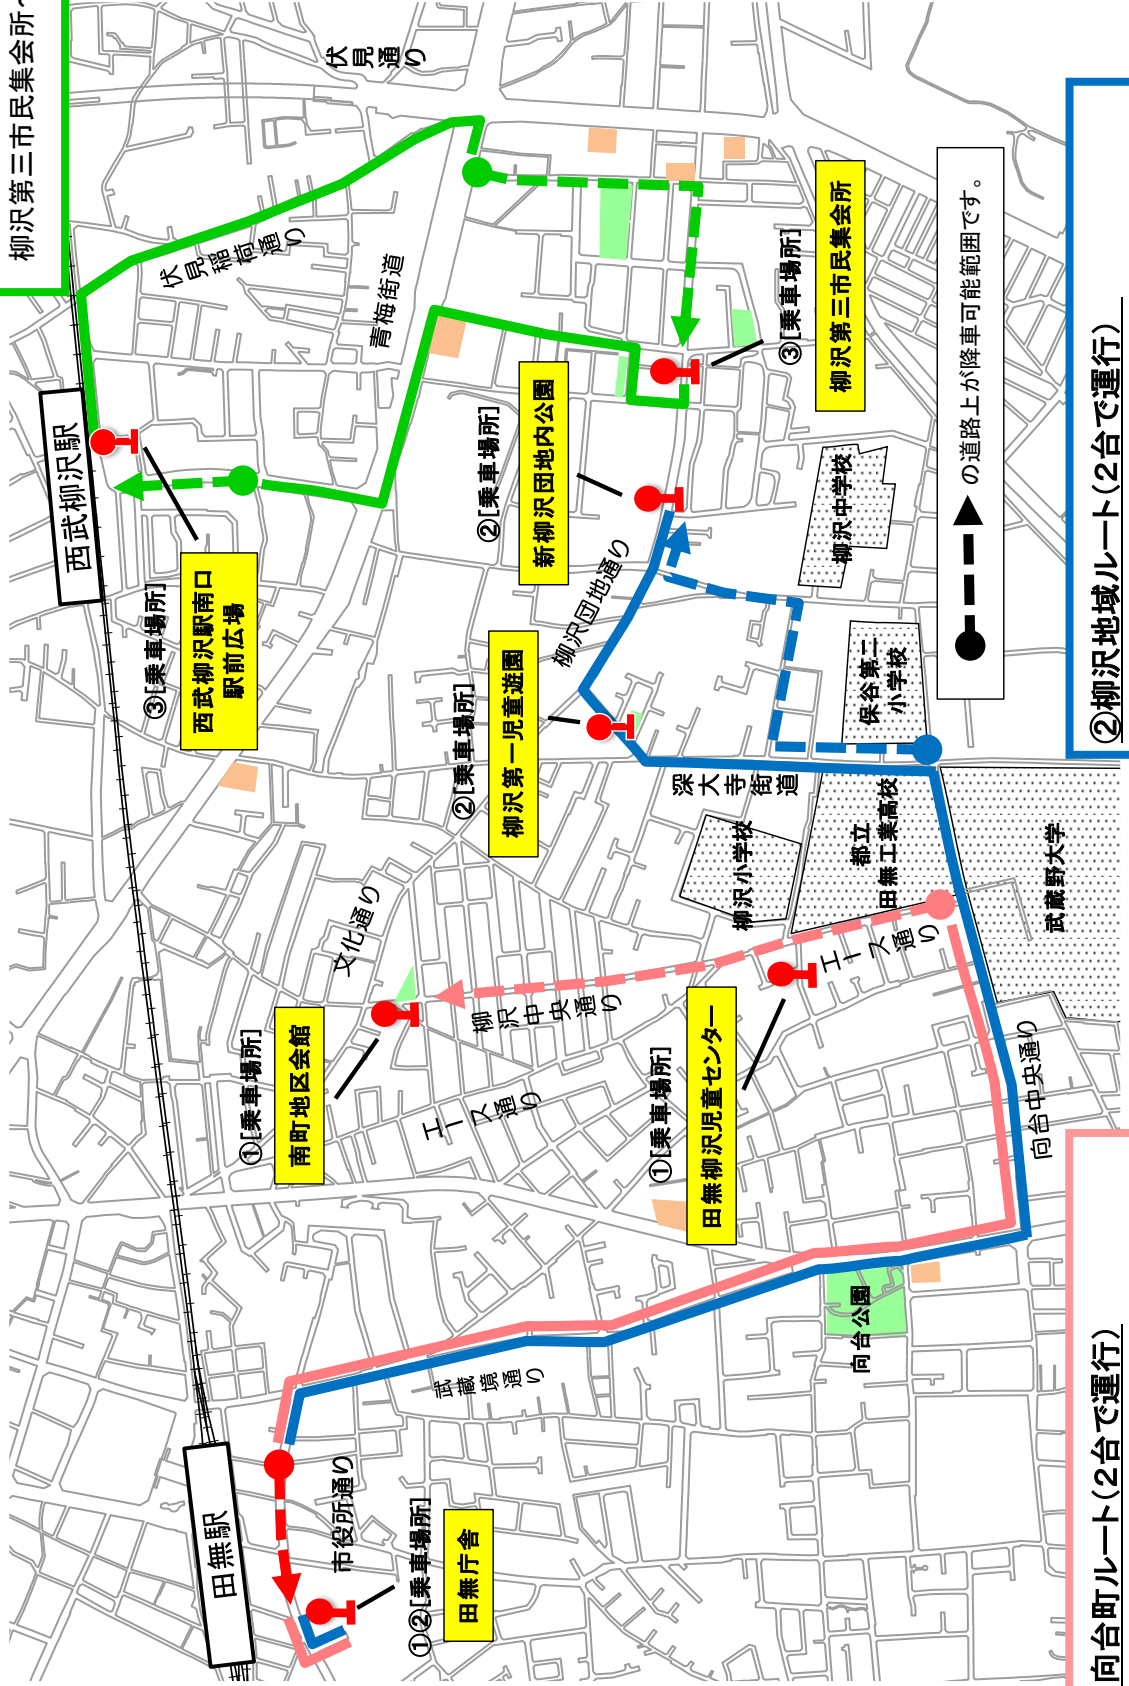 柳沢第三市民集会所
伏見通り
伏見稲荷通り
青梅街道
西武柳沢駅
③[乗車場所]
西武柳沢駅南口
駅前広場
②[乗車場所]
新柳沢団地内公園
③[乗車場所]
柳沢第三市民集会所
柳沢団地通り
②[乗車場所]
柳沢第一児童遊園
柳沢中学校
保谷第二
小学校
の道路上が降車可能範囲です。
②柳沢地域ルート(2台で運行)
深大寺街道
柳沢小学校
都立
田無工業高校
武蔵野大学
文化通り
①[乗車場所]
南町地区会館
柳沢中央通り
エース通り
エース通り
①[乗車場所]
田無柳沢児童センター
向台中央通り
向台公園
武蔵境通り
田無駅
市役所通り
①②[乗車場所]
田無庁舎
向台町ルート(2台で運行)